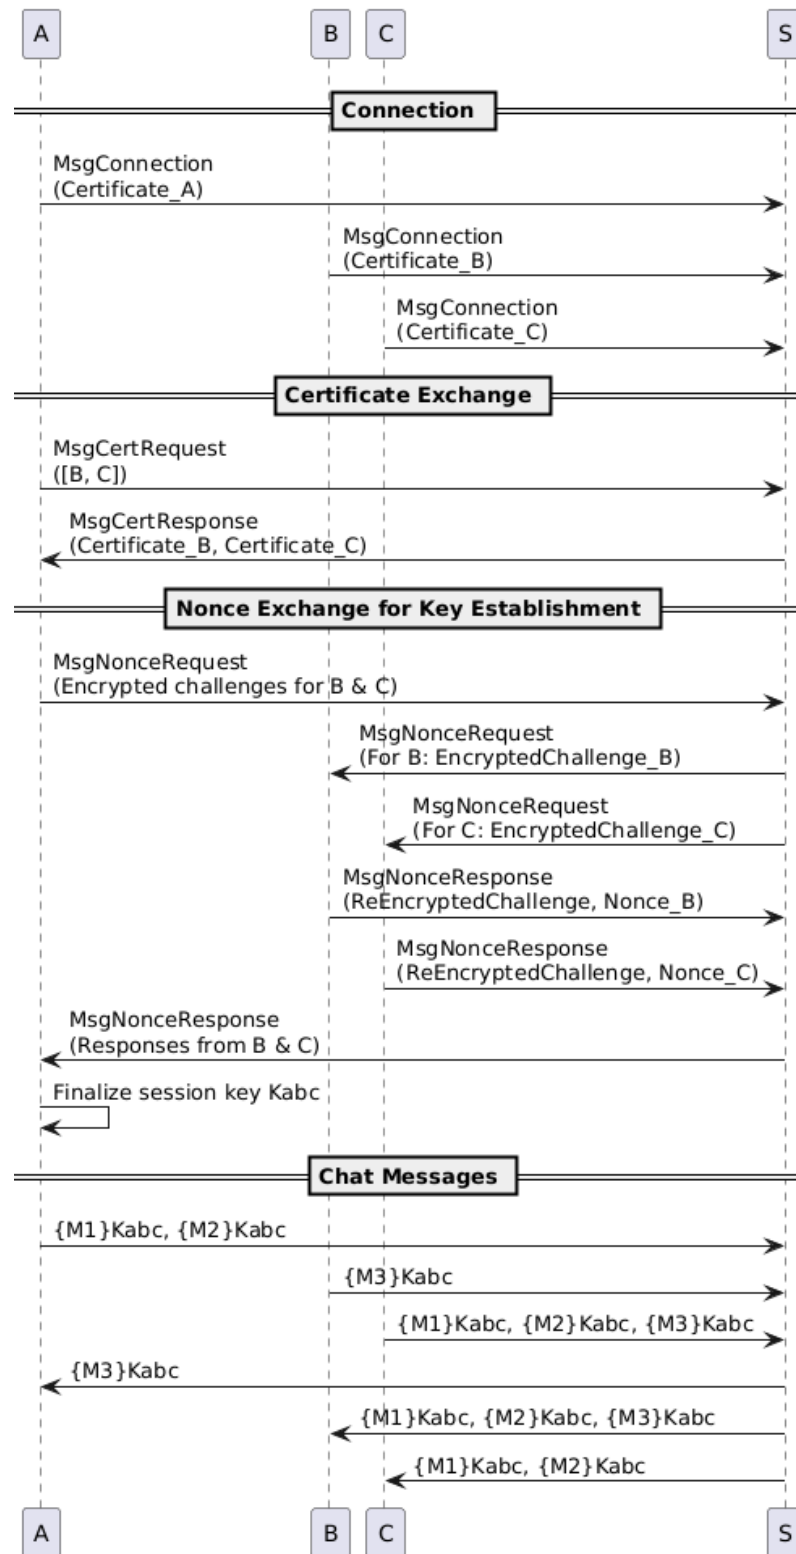 A B C S
Connection
MsgConnection
(Certificate_A)
MsgConnection
(Certificate_B)
MsgConnection
(Certificate_C)
Certificate Exchange
MsgCertRequest
([B, C])
MsgCertResponse
(Certificate_B, Certificate_C)
Nonce Exchange for Key Establishment
MsgNonceRequest
(Encrypted challenges for B & C)
MsgNonceRequest
(For B: EncryptedChallenge_B)
MsgNonceRequest
(For C: EncryptedChallenge_C)
MsgNonceResponse
(ReEncryptedChallenge, Nonce_B)
MsgNonceResponse
(ReEncryptedChallenge, Nonce_C)
MsgNonceResponse
(Responses from B & C)
Finalize session key Kabc
Chat Messages
{M1}Kabc, {M2}Kabc
{M3}Kabc
{M1}Kabc, {M2}Kabc, {M3}Kabc
{M3}Kabc
{M1}Kabc, {M2}Kabc, {M3}Kabc
{M1}Kabc, {M2}Kabc
A B C S